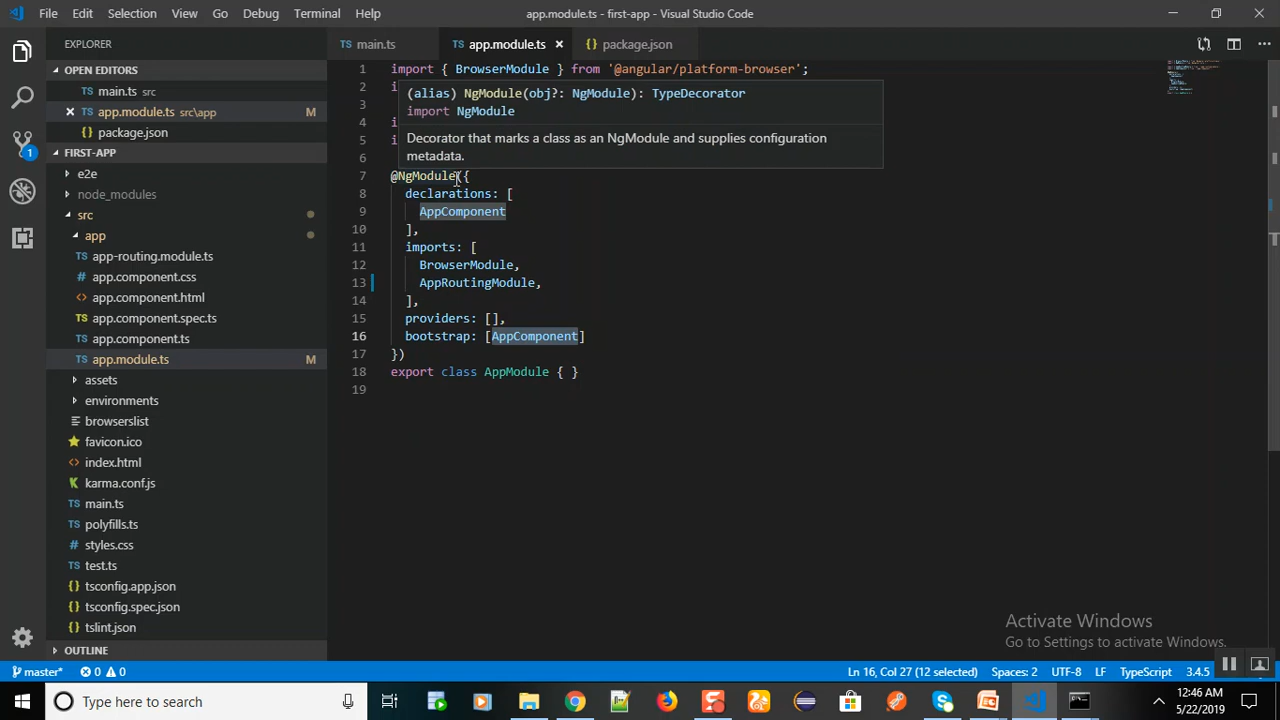 File Edit Selection View Go Debug Terminal Help
app.module.ts - first-app - Visual Studio Code
EXPLORER
OPEN EDITORS
main.ts src
app.module.ts src\app M
package.json
FIRST-APP
e2e
node_modules
src
app
TS app-routing.module.ts
app.component.css
app.component.html
TS app.component.spec.ts
TS app.component.ts
TS app.module.ts M
assets
environments
browserslist
favicon.ico
index.html
karma.conf.js
TS main.ts
TS polyfills.ts
styles.css
TS test.ts
tsconfig.app.json
tsconfig.spec.json
tslint.json
OUTLINE
TS main.ts
TS app.module.ts
package.json
1 import { BrowserModule } from '@angular/platform-browser';
2
3
4
5
6
(alias) NgModule(obj?: NgModule): TypeDecorator
import NgModule
Decorator that marks a class as an NgModule and supplies configuration
metadata.
7 @NgModule({
8 declarations: [
9 AppComponent
10 ],
11 imports: [
12 BrowserModule,
13 AppRoutingModule,
14 ],
15 providers: [],
16 bootstrap: [AppComponent]
17 })
18 export class AppModule { }
19
Activate Windows
Go to Settings to activate Windows.
master* 0 0
Ln 16, Col 27 (12 selected) Spaces: 2 UTF-8 LF TypeScript 3.4.5
Type here to search
12:46 AM
5/22/2019